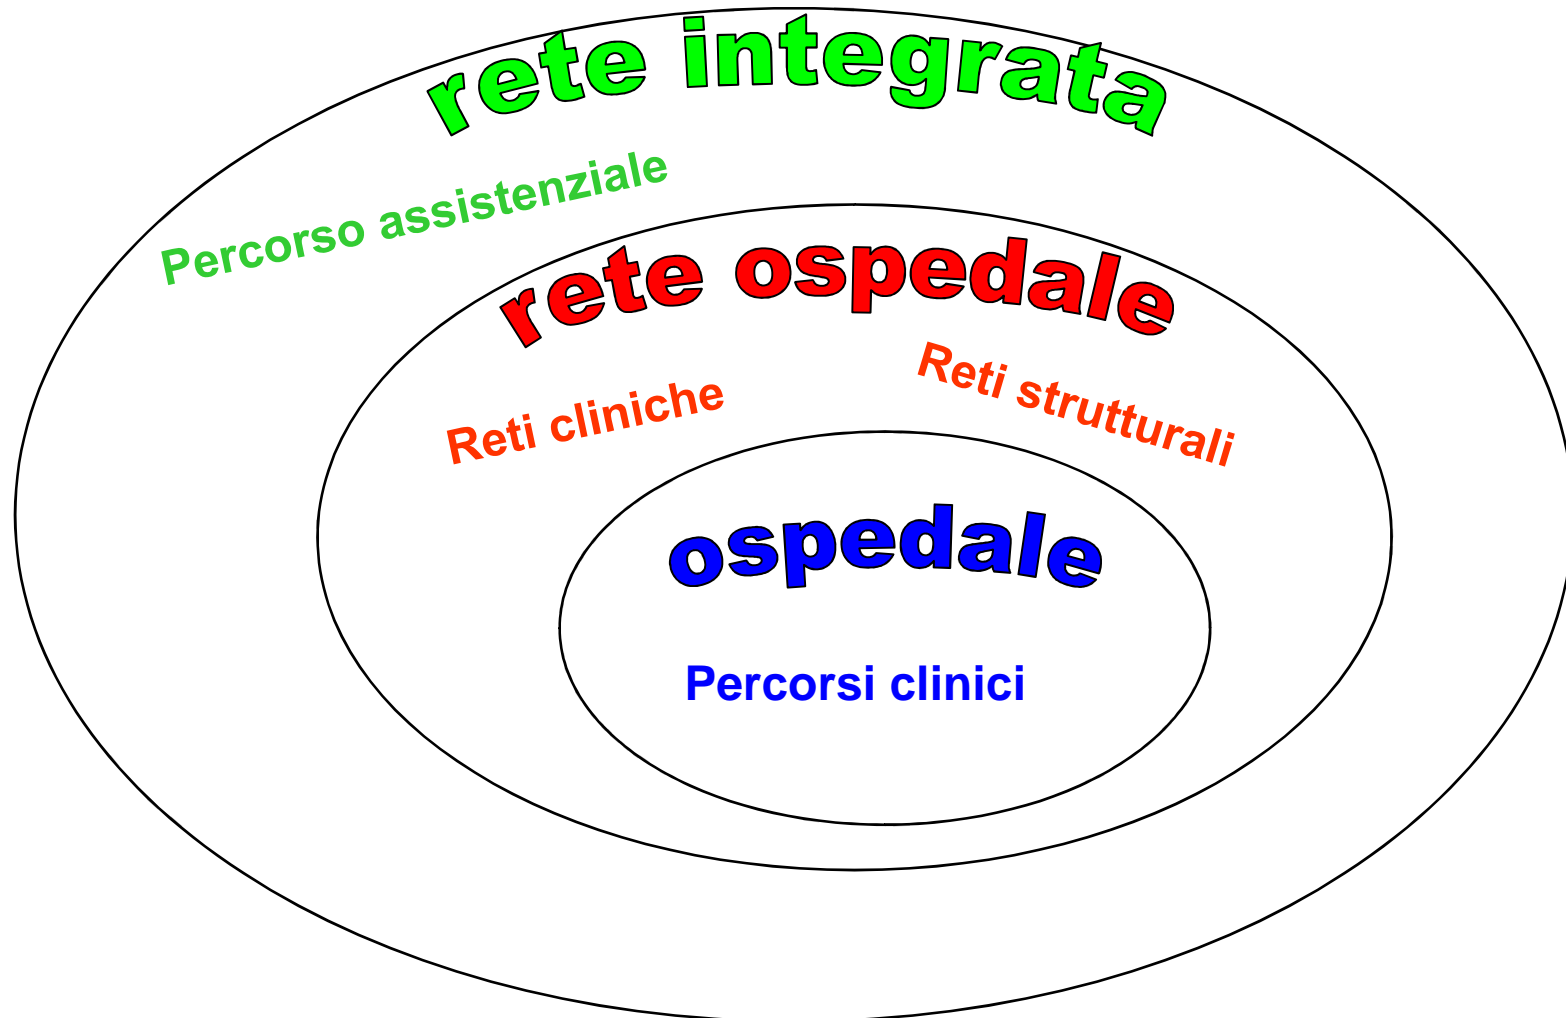 rete integrata
Percorso assistenziale
rete ospedale
Reti cliniche
Reti strutturali
ospedale
Percorsi clinici